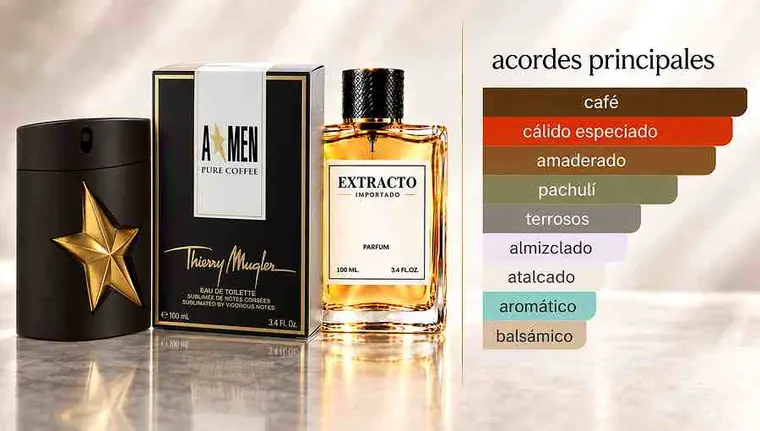 A★MEN
PURE COFFEE
Thierry Mugler
EAU DE TOILETTE
SUBLIMÉE DE NOTES CORSÉES
SUBLIMATED BY VIGOROUS NOTES
℮ 100 mL 3.4 Fl. Oz.
EXTRACTO
IMPORTADO
PARFUM
100 ML. 3.4 FL.OZ.
acordes principales
café
cálido especiado
amaderado
pachulí
terrosos
almizclado
atalcado
aromático
balsámico